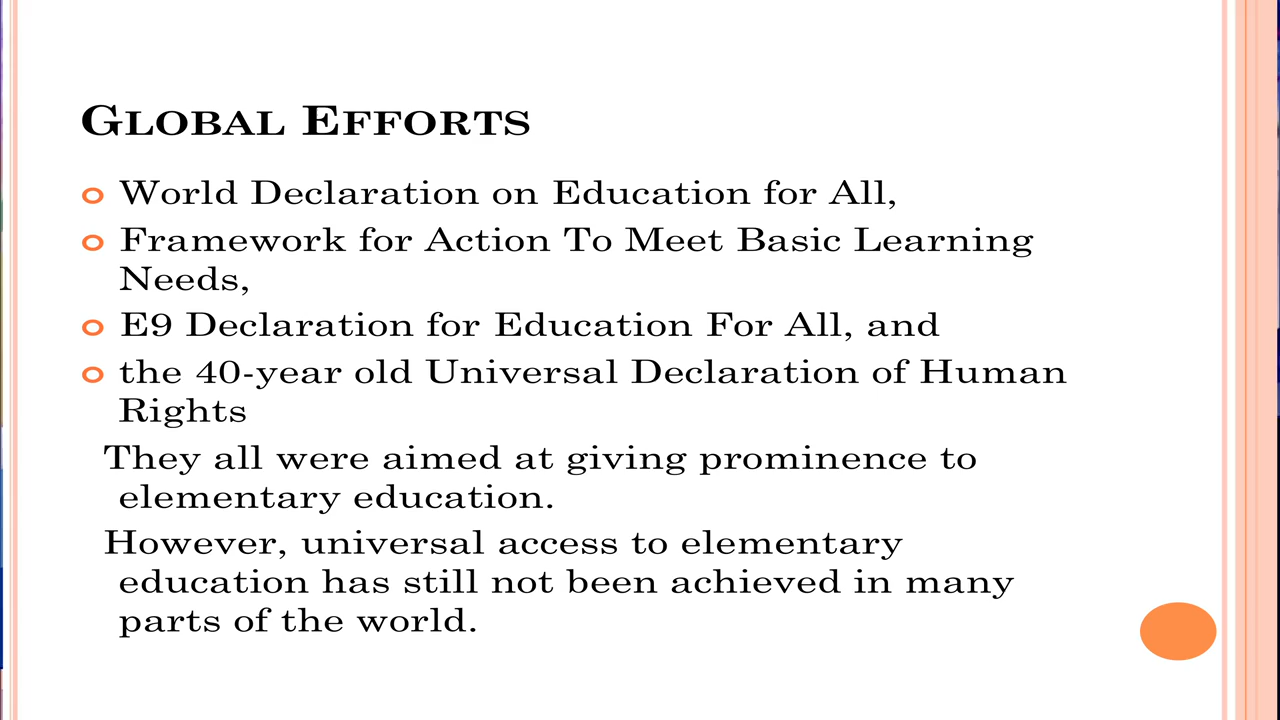 Global Efforts
World Declaration on Education for All,
Framework for Action To Meet Basic Learning
Needs,
E9 Declaration for Education For All, and
the 40-year old Universal Declaration of Human
Rights
They all were aimed at giving prominence to
elementary education.
However, universal access to elementary
education has still not been achieved in many
parts of the world.